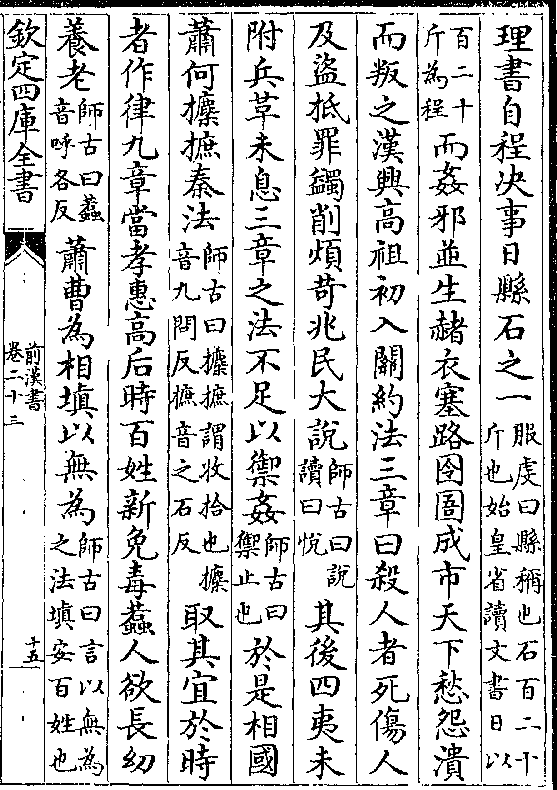 理書自程决事日縣石之一服虔曰縣稱也石百二十斤也始皇省讀文書日以
百二十斤為程而姦邪並生赭衣塞路囹圄成市天下愁怨潰
而叛之漢興高祖初入關約法三章曰殺人者死傷人
及盜抵罪蠲削煩苛兆民大說師古曰說讀曰悅其後四夷未
附兵革未息三章之法不足以禦姦師古曰禦止也於是相國
蕭何攈摭秦法師古曰攈摭謂收拾也攈音九問反摭音之石反取其宜於時
者作律九章當孝惠高后時百姓新免毒蠚人欲長幼
養老師古曰蠚音呼各反蕭曹為相填以無為師古曰言以無為之法填安百姓也
欽定四庫全書
前漢書
卷二十三
十五